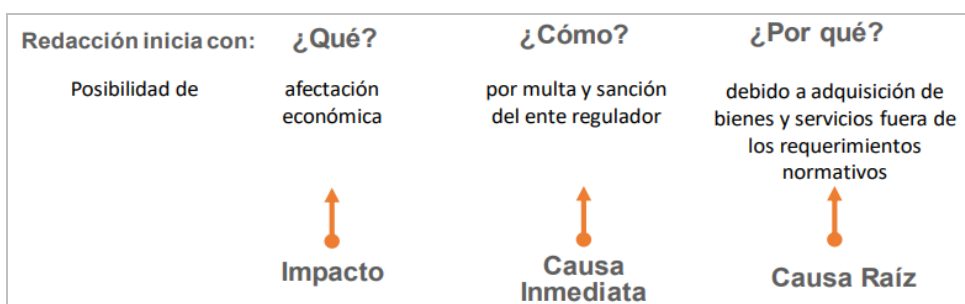 Redacción inicia con: ¿Qué? ¿Cómo? ¿Por qué?
Posibilidad de
afectación
económica
por multa y sanción
del ente regulador
debido a adquisición de
bienes y servicios fuera de
los requerimientos
normativos
Impacto
Causa
Inmediata
Causa Raíz